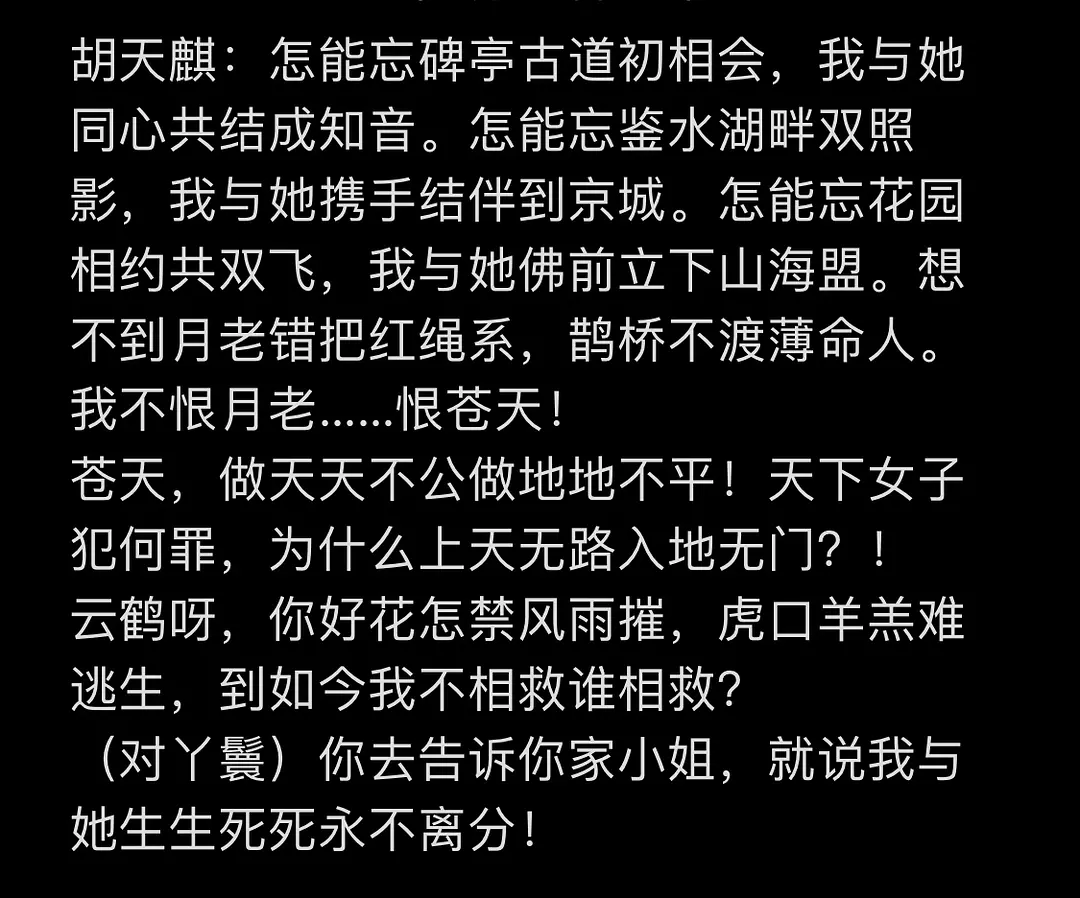 胡天麒：怎能忘碑亭古道初相会，我与她
同心共结成知音。怎能忘鉴水湖畔双照
影，我与她携手结伴到京城。怎能忘花园
相约共双飞，我与她佛前立下山海盟。想
不到月老错把红绳系，鹊桥不渡薄命人。
我不恨月老……恨苍天！
苍天，做天天不公做地地不平！天下女子
犯何罪，为什么上天无路入地无门？！
云鹤呀，你好花怎禁风雨摧，虎口羊羔难
逃生，到如今我不相救谁相救？
（对丫鬟）你去告诉你家小姐，就说我与
她生生死死永不离分！